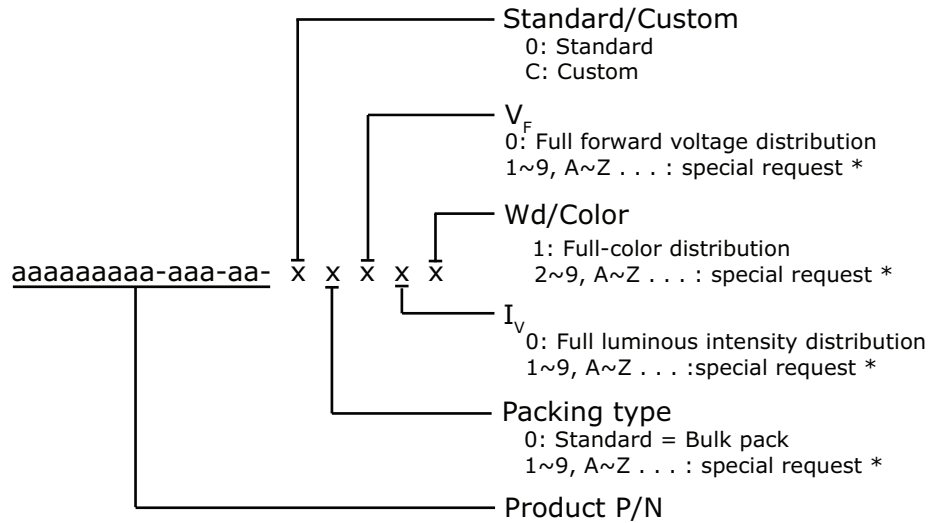 Standard/Custom
0: Standard
C: Custom
VF
0: Full forward voltage distribution
1~9, A~Z . . . : special request *
Wd/Color
1: Full-color distribution
2~9, A~Z . . . : special request *
aaaaaaaaa-aaa-aa- x x x x x
IV
0: Full luminous intensity distribution
1~9, A~Z . . . :special request *
Packing type
0: Standard = Bulk pack
1~9, A~Z . . . : special request *
Product P/N